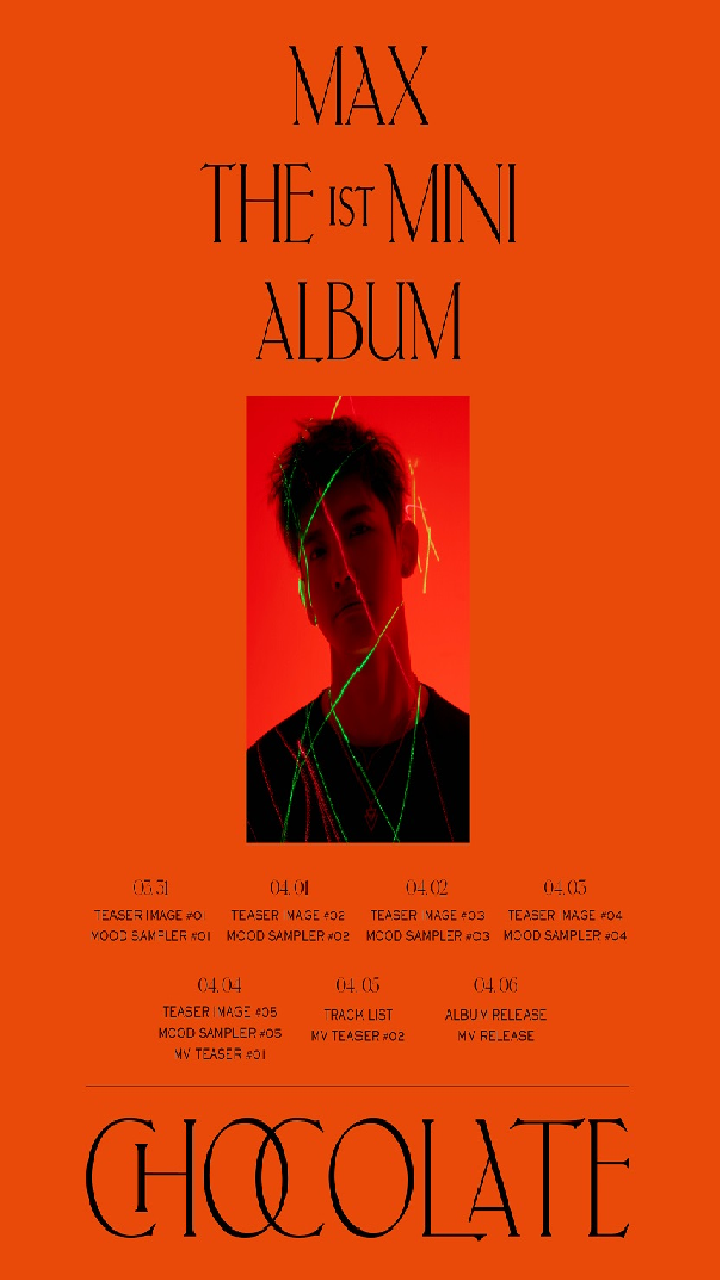 MAX
THE 1ST MINI
ALBUM
03.31 04.01 04.02 04.03
TEASER IMAGE #01 TEASER IMAGE #02 TEASER IMAGE #03 TEASER IMAGE #04
MOOD SAMPLER #01 MOOD SAMPLER #02 MOOD SAMPLER #03 MOOD SAMPLER #04
04.04 04.05 04.06
TEASER IMAGE #05 TRACK LIST ALBUM RELEASE
MOOD SAMPLER #05 MV TEASER #02 MV RELEASE
MV TEASER #01
CHOCOLATE